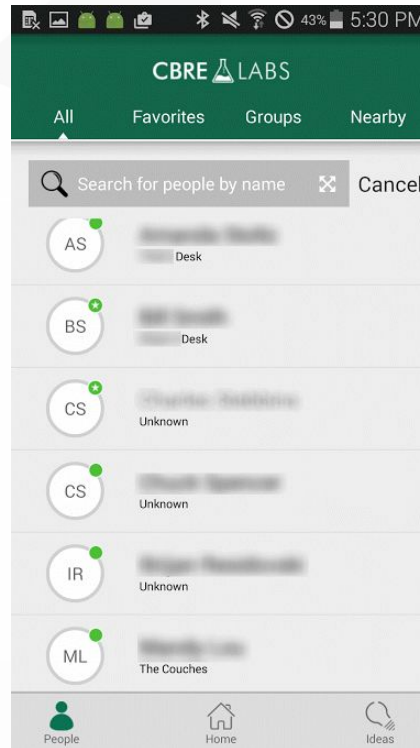 43% 5:30 PM
CBRE LABS
All Favorites Groups Nearby
Search for people by name Cancel
AS
Desk
BS
Desk
CS
Unknown
CS
Unknown
IR
Unknown
ML
The Couches
People Home Ideas